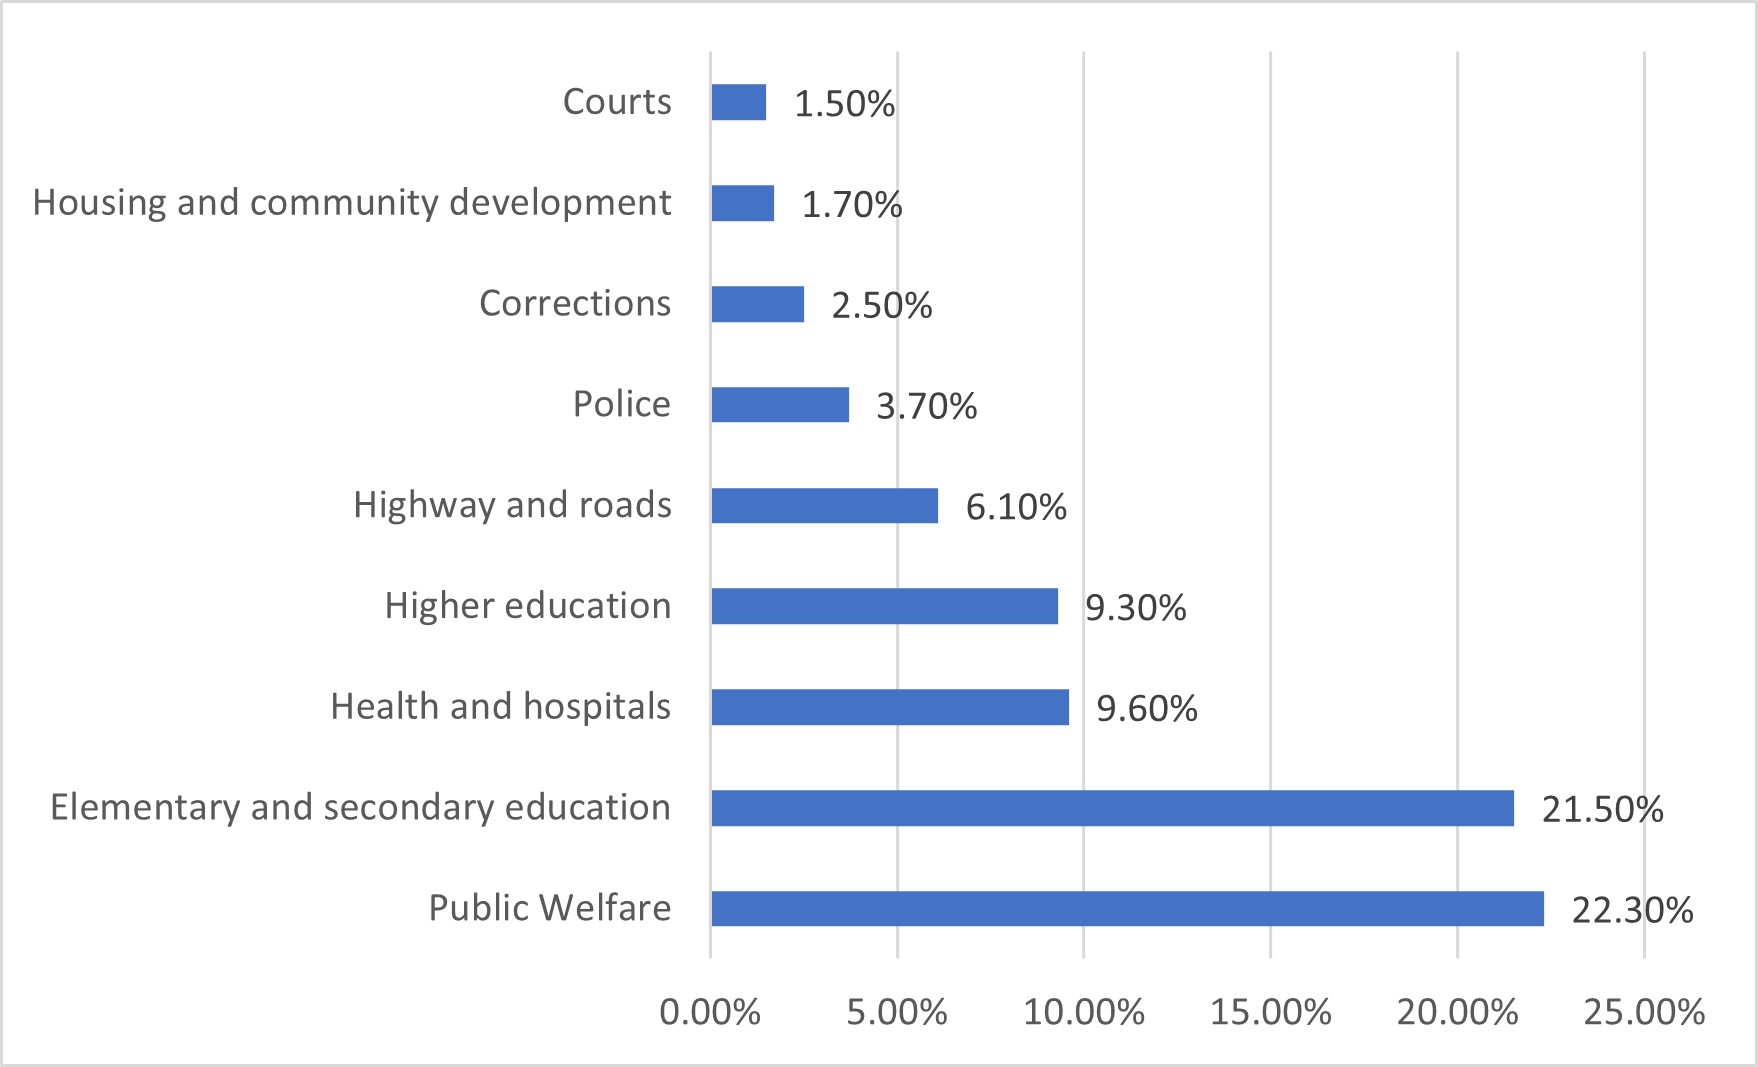 Courts 1.50%
Housing and community development 1.70%
Corrections 2.50%
Police 3.70%
Highway and roads 6.10%
Higher education 9.30%
Health and hospitals 9.60%
Elementary and secondary education 21.50%
Public Welfare 22.30%
0.00% 5.00% 10.00% 15.00% 20.00% 25.00%